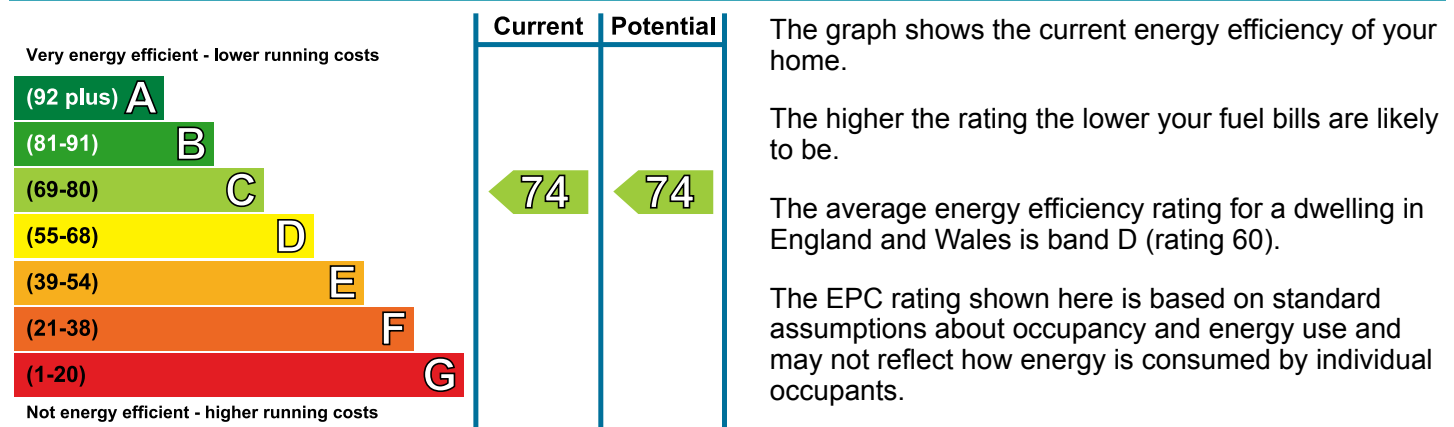 Current Potential
Very energy efficient - lower running costs
(92 plus) A
(81-91) B
(69-80) C
74 74
(55-68) D
(39-54) E
(21-38) F
(1-20) G
Not energy efficient - higher running costs
The graph shows the current energy efficiency of your
home.
The higher the rating the lower your fuel bills are likely
to be.
The average energy efficiency rating for a dwelling in
England and Wales is band D (rating 60).
The EPC rating shown here is based on standard
assumptions about occupancy and energy use and
may not reflect how energy is consumed by individual
occupants.